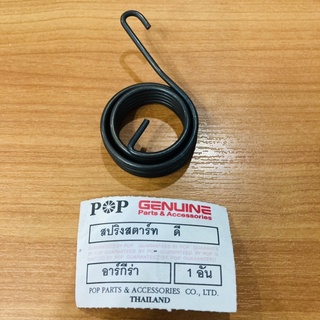 POP GENUINE
Parts & Accessories
สปริงสตาร์ท ดี
อาร์กีร่า 1 อัน
POP PARTS & ACCESSORIES CO., LTD.
THAILAND